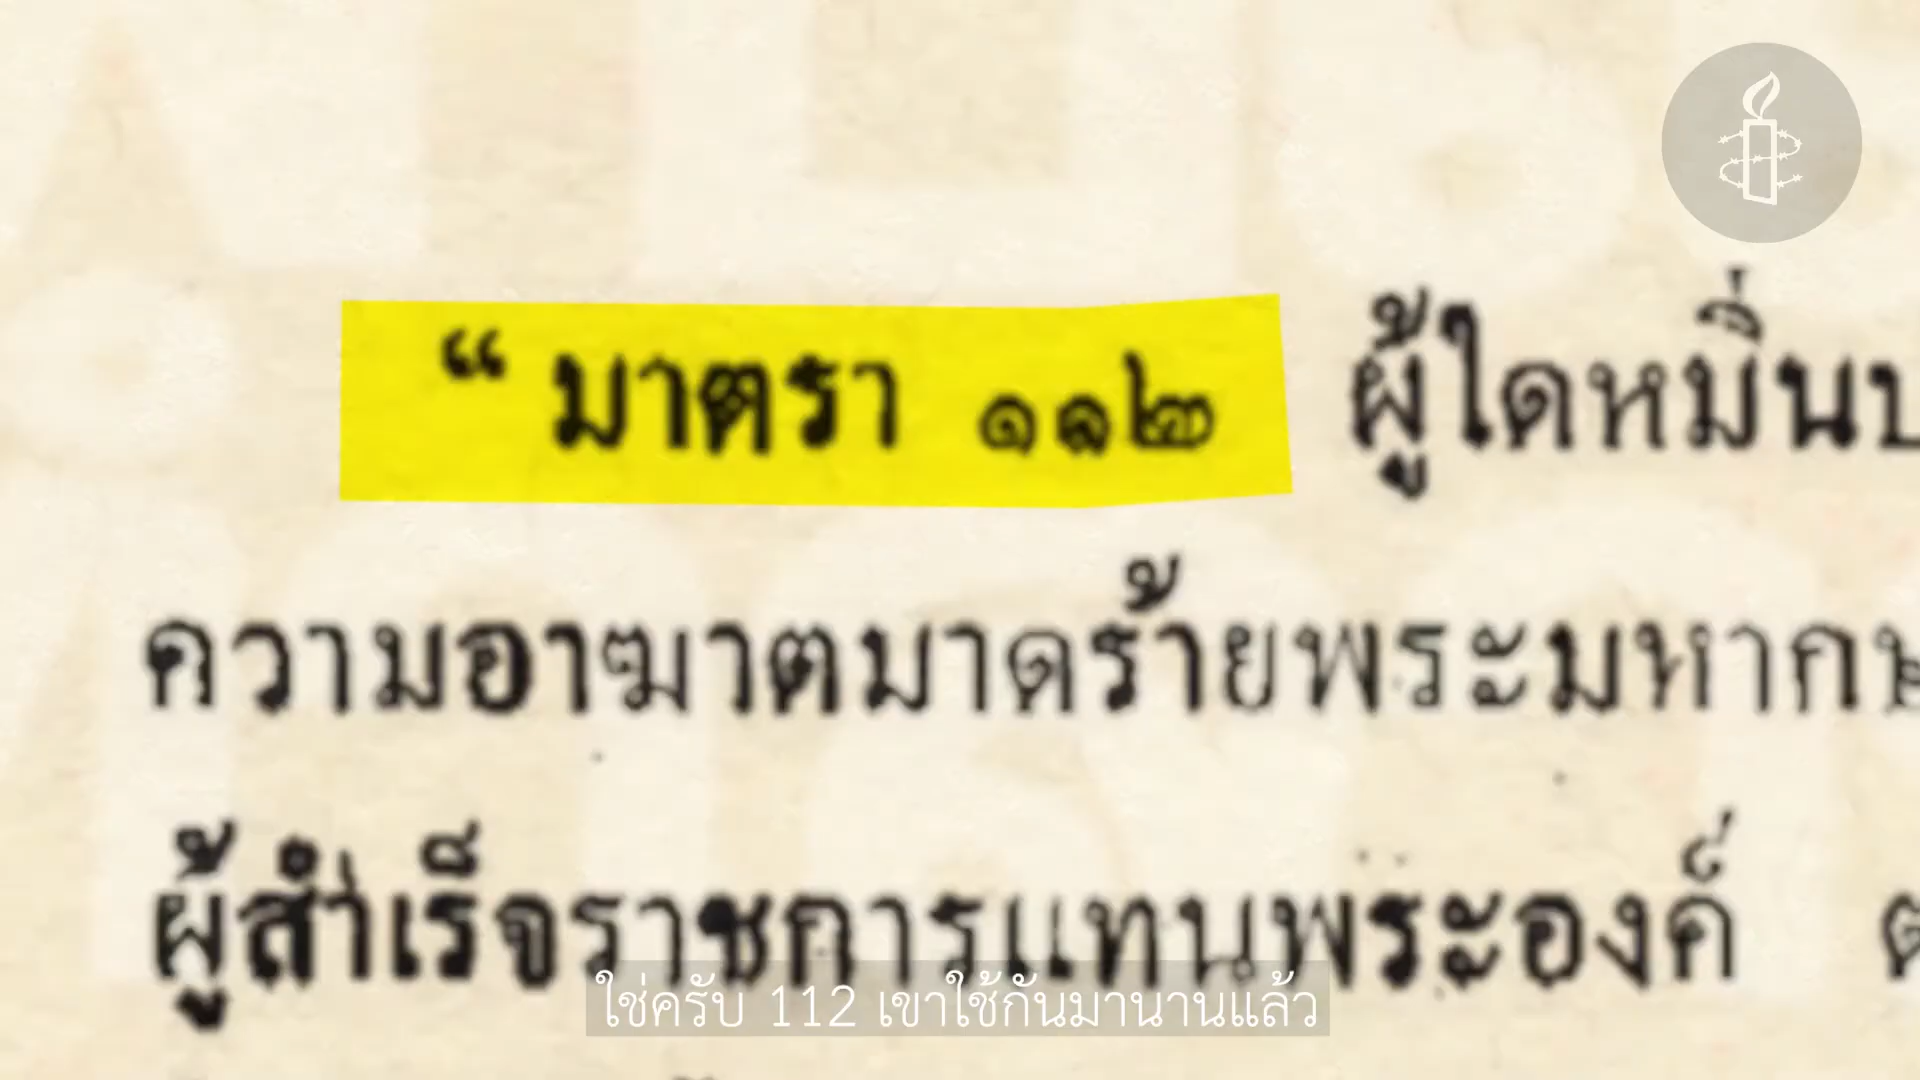 “ มาตรา ๑๑๒ ผู้ใดหมิ่น
ความอาฆาตมาดร้ายพระมหาก
ผู้สำเร็จราชการแทนพระองค์
ใช่ครับ 112 เขาใช้กันมานานแล้ว